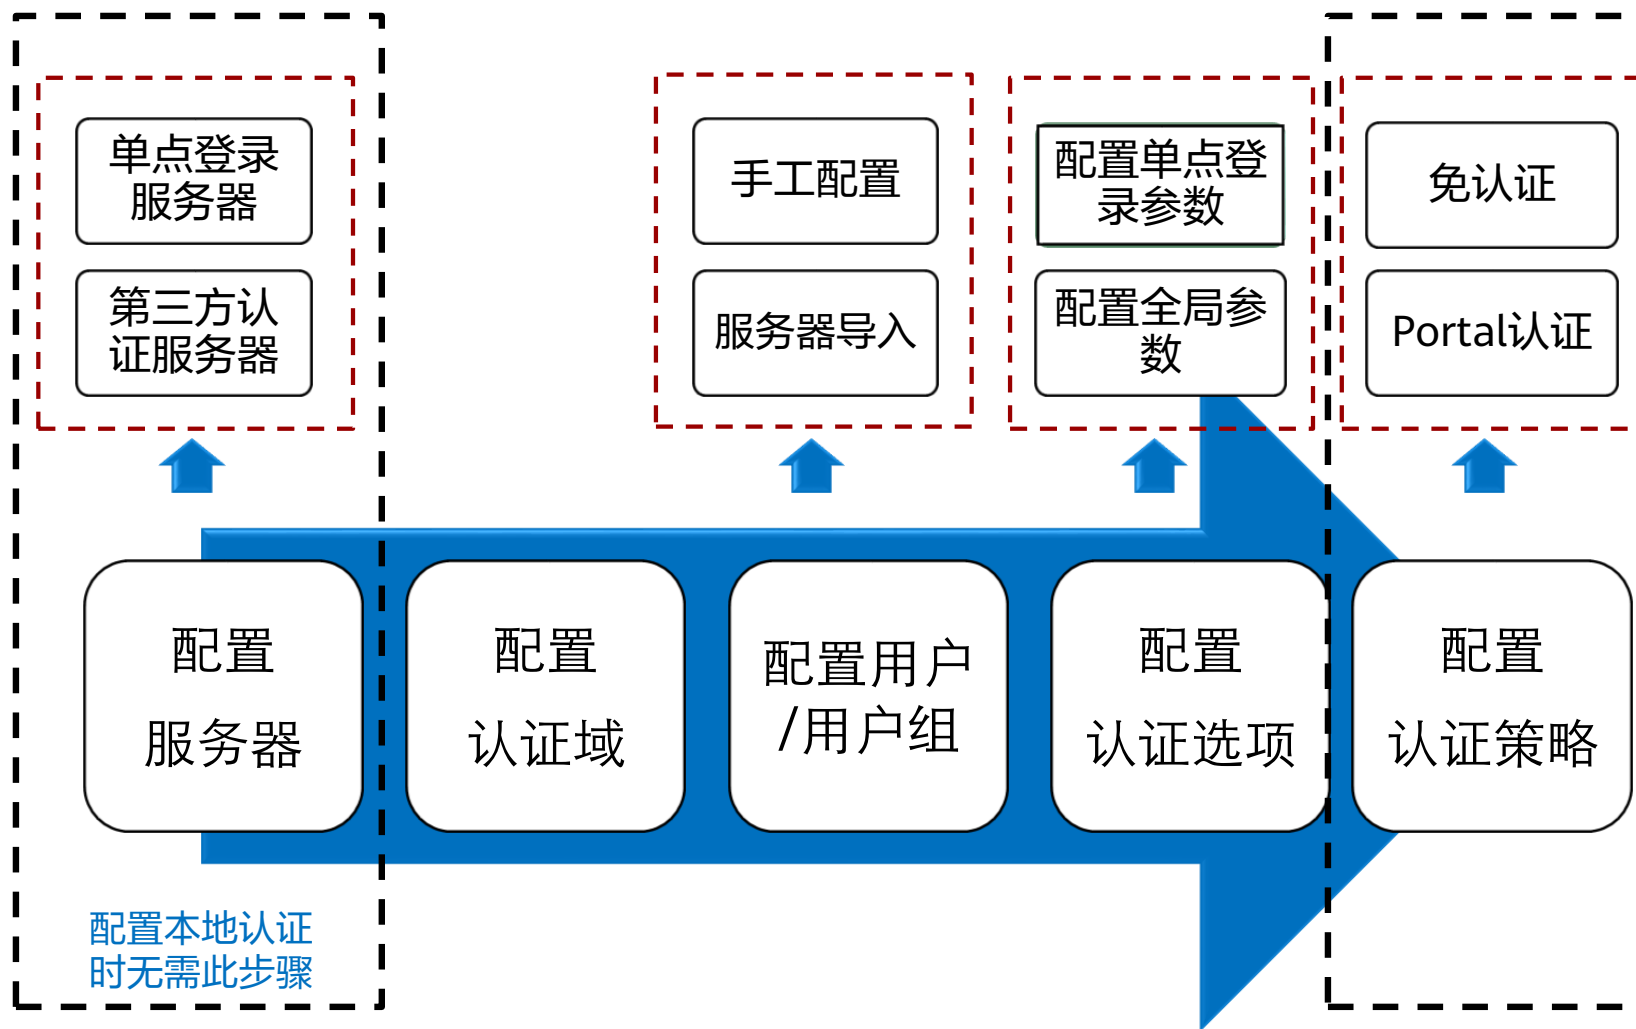 单点登录
服务器
第三方认
证服务器
手工配置
服务器导入
配置单点登
录参数
配置全局参
数
免认证
Portal认证
配置
服务器
配置
认证域
配置用户
/用户组
配置
认证选项
配置
认证策略
配置本地认证
时无需此步骤